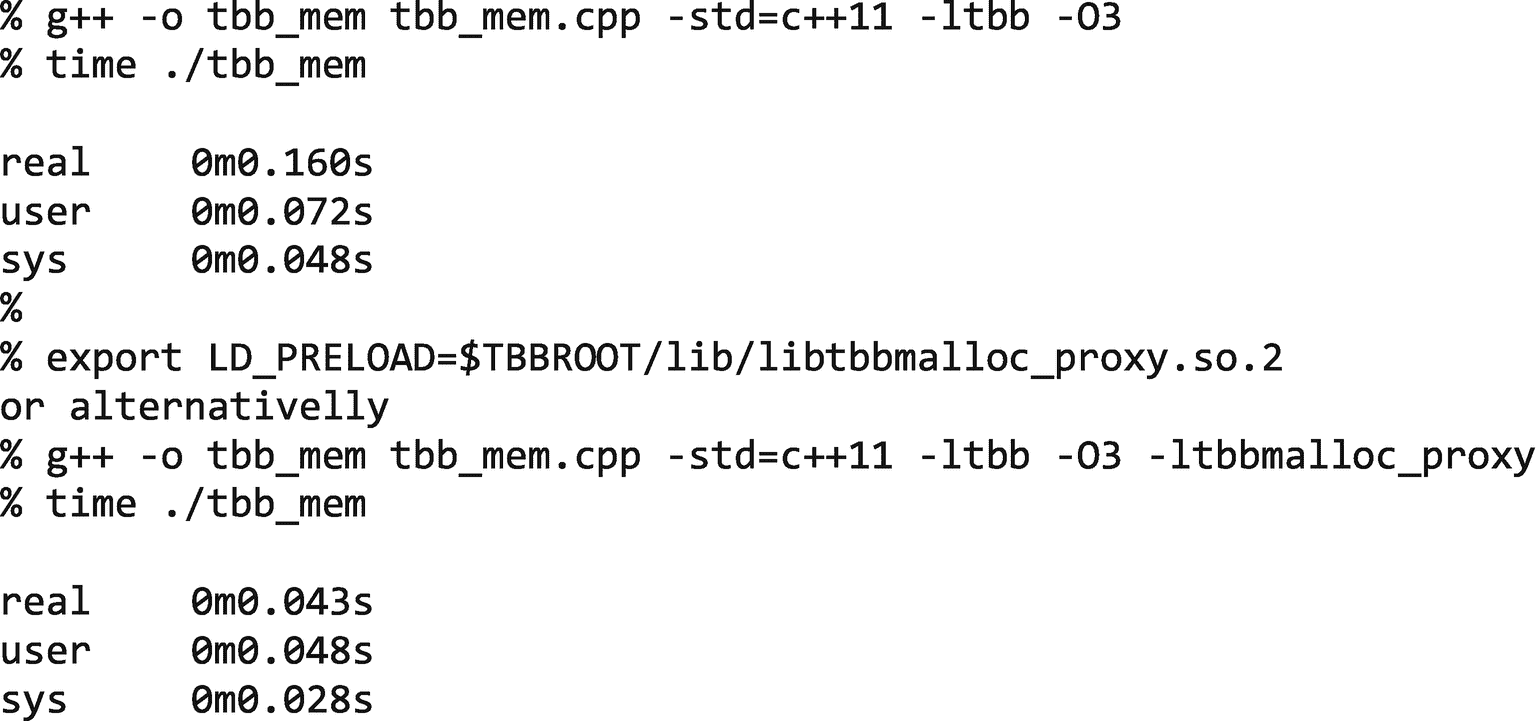 % g++ -o tbb_mem tbb_mem.cpp -std=c++11 -ltbb -O3
% time ./tbb_mem
real 0m0.160s
user 0m0.072s
sys 0m0.048s
%
% export LD_PRELOAD=$TBBROOT/lib/libtbbmalloc_proxy.so.2
or alternativelly
% g++ -o tbb_mem tbb_mem.cpp -std=c++11 -ltbb -O3 -ltbbmalloc_proxy
% time ./tbb_mem
real 0m0.043s
user 0m0.048s
sys 0m0.028s